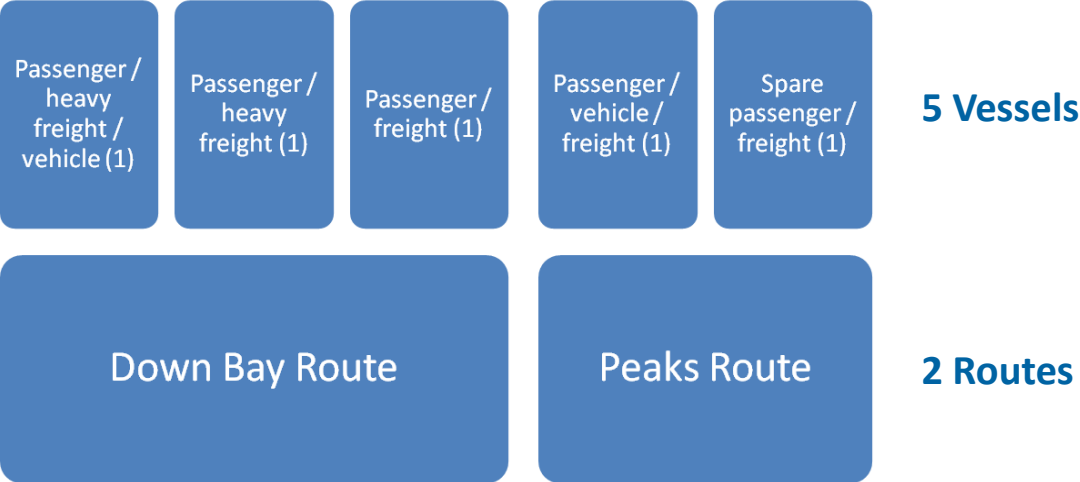 Passenger /
heavy
freight /
vehicle (1)
Passenger /
heavy
freight (1)
Passenger /
freight (1)
Passenger /
vehicle /
freight (1)
Spare
passenger /
freight (1)
5 Vessels
Down Bay Route
Peaks Route
2 Routes